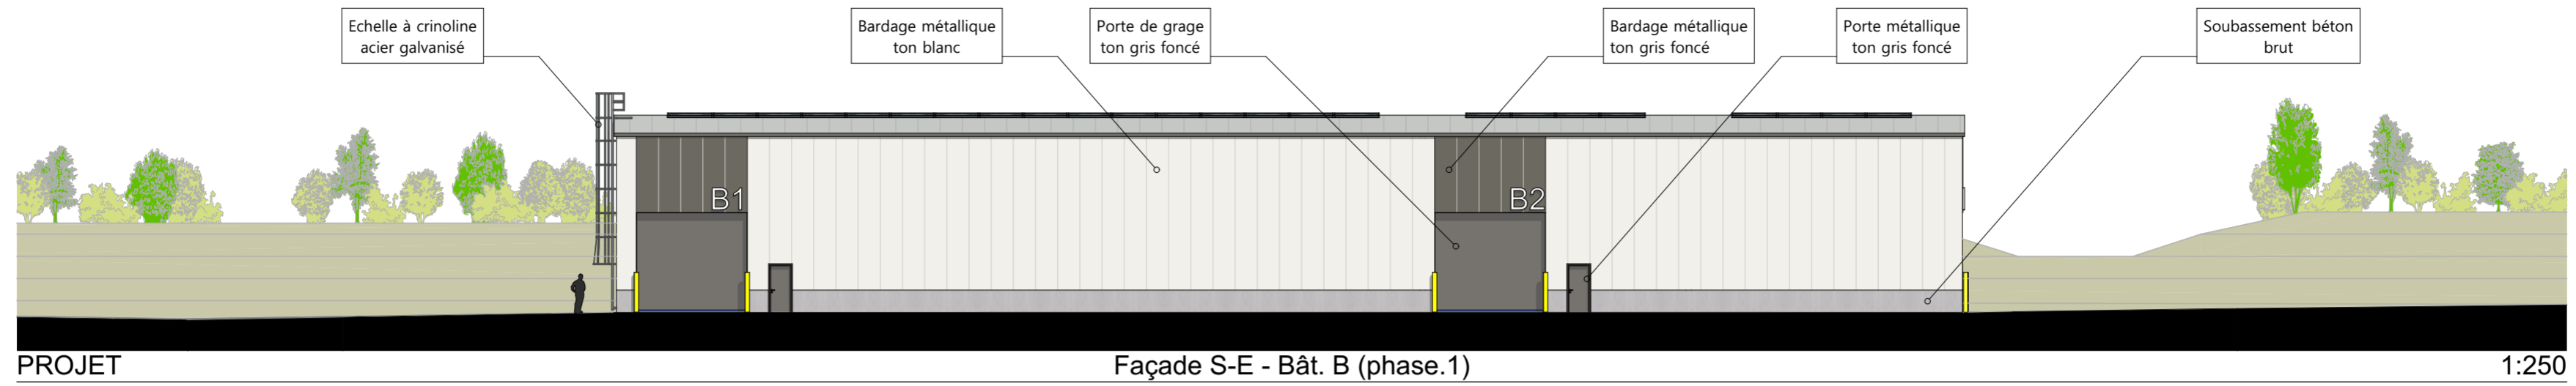 Echelle à crinoline
acier galvanisé
Bardage métallique
ton blanc
Porte de grage
ton gris foncé
Bardage métallique
ton gris foncé
Porte métallique
ton gris foncé
Soubassement béton
brut
B1
B2
PROJET
Façade S-E - Bât. B (phase.1)
1:250